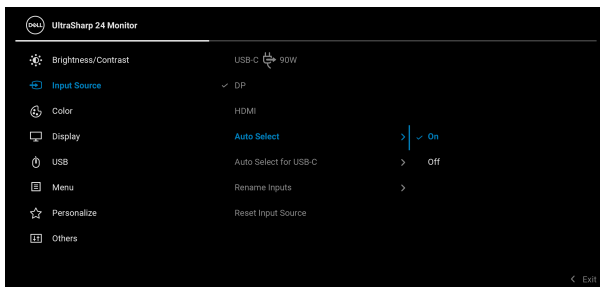 DELL UltraSharp 24 Monitor
Brightness/Contrast USB-C 90W
Input Source DP
Color HDMI
Display Auto Select On
USB Auto Select for USB-C Off
Menu Rename Inputs
Personalize Reset Input Source
Others
Exit